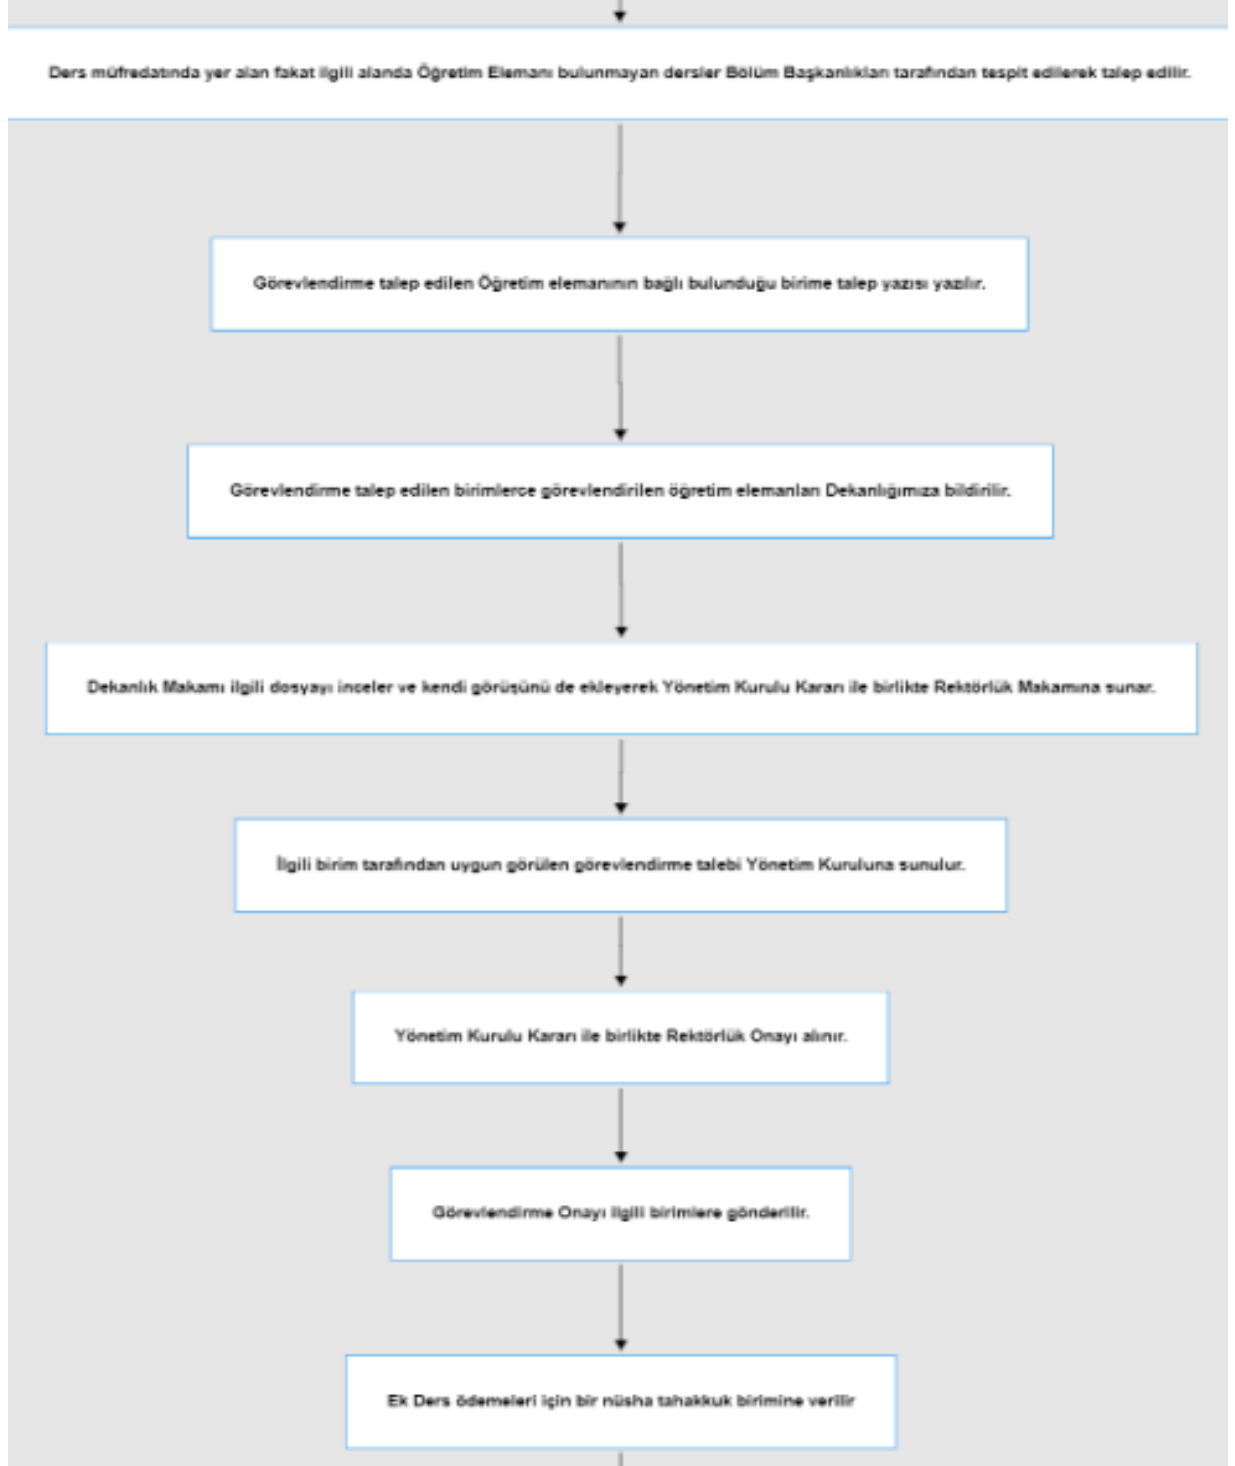 Ders müfredatında yer alan fakat ilgili alanda Öğretim Elemanı bulunmayan dersler Bölüm Başkanlıkları tarafından tespit edilerek talep edilir.
Görevlendirme talep edilen Öğretim elemanının bağlı bulunduğu birime talep yazısı yazılır.
Görevlendirme talep edilen birimlerce görevlendirilen öğretim elemanları Dekanlığımıza bildirilir.
Dekanlık Makamı ilgili dosyayı inceler ve kendi görüşünü de ekleyerek Yönetim Kurulu Kararı ile birlikte Rektörlük Makamına sunar.
İlgili birim tarafından uygun görülen görevlendirme talebi Yönetim Kuruluna sunulur.
Yönetim Kurulu Kararı ile birlikte Rektörlük Onayı alınır.
Görevlendirme Onayı ilgili birimlere gönderilir.
Ek Ders ödemeleri için bir nüsha tahakkuk birimine verilir